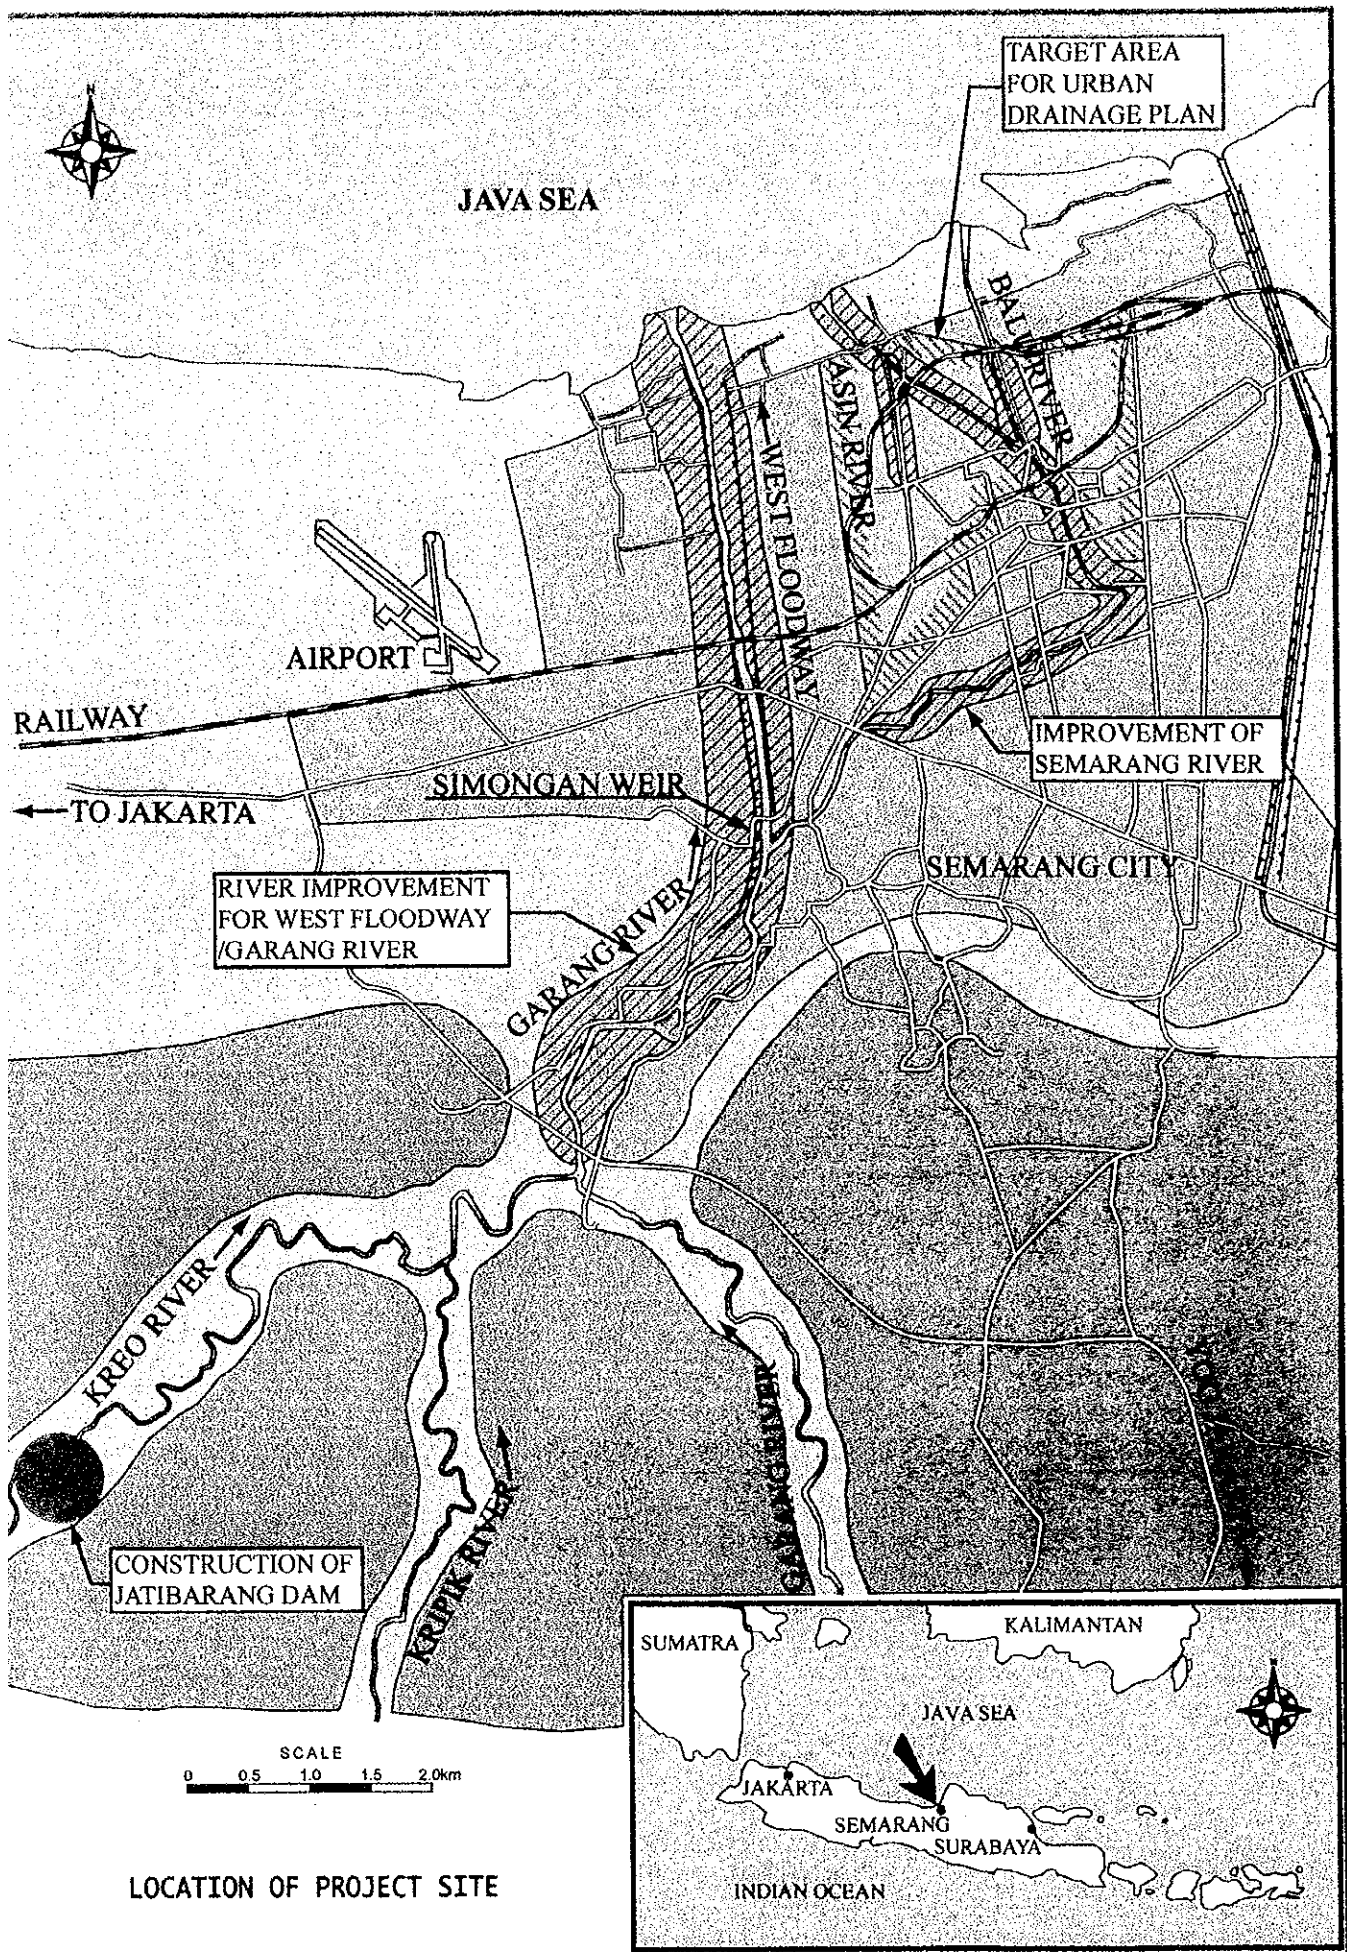 TARGET AREA
FOR URBAN
DRAINAGE PLAN
N
JAVA SEA
BALU RIVER
ASIN RIVER
WEST FLOODWAY
AIRPORT
RAILWAY
IMPROVEMENT OF
SEMARANG RIVER
SIMONGAN WEIR
TO JAKARTA
SEMARANG CITY
RIVER IMPROVEMENT
FOR WEST FLOODWAY
/GARANG RIVER
GARANG RIVER
KREO RIVER
GARANG RIVER
KRIPIK RIVER
CONSTRUCTION OF
JATIBARANG DAM
SUMATRA
KALIMANTAN
N
JAVA SEA
JAKARTA
SEMARANG
SURABAYA
INDIAN OCEAN
SCALE
0 0.5 1.0 1.5 2.0km
LOCATION OF PROJECT SITE